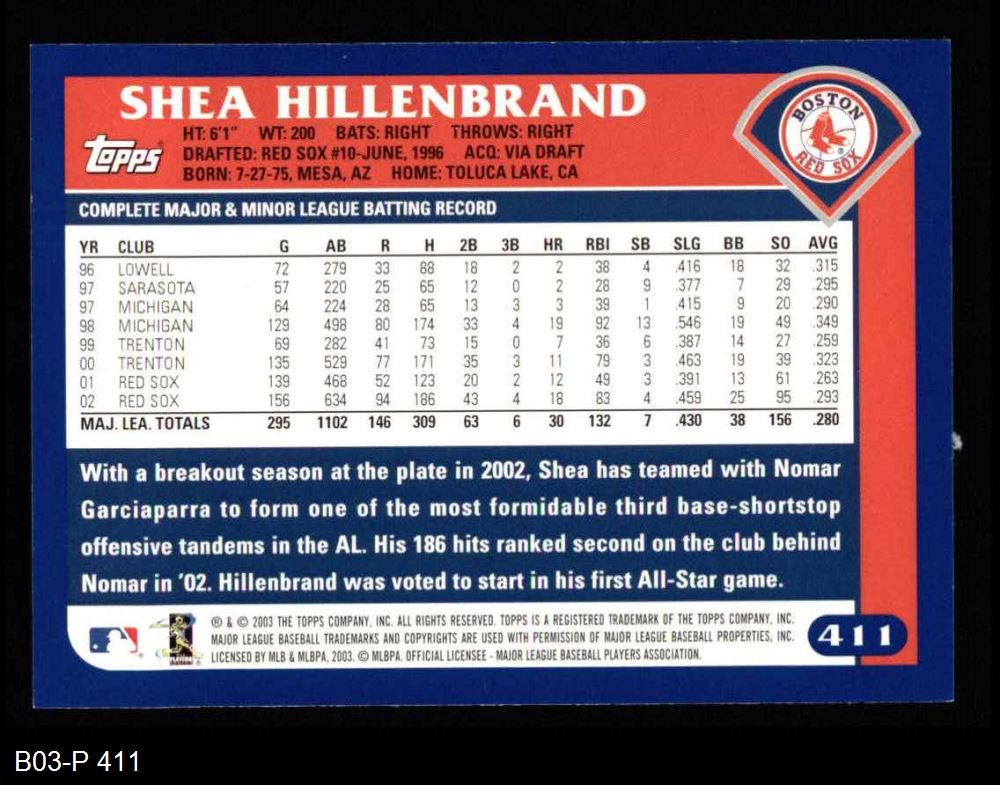 SHEA HILLENBRAND
BOSTON
RED SOX
Topps
HT: 6'1" WT: 200 BATS: RIGHT THROWS: RIGHT
DRAFTED: RED SOX #10-JUNE, 1996 ACQ: VIA DRAFT
BORN: 7-27-75, MESA, AZ HOME: TOLUCA LAKE, CA
COMPLETE MAJOR & MINOR LEAGUE BATTING RECORD
YR CLUB G AB R H 2B 3B HR RBI SB SLG BB SO AVG
96 LOWELL 72 279 33 88 18 2 2 38 4 .416 18 32 .315
97 SARASOTA 57 220 25 65 12 0 2 28 9 .377 7 29 .295
97 MICHIGAN 64 224 28 65 13 3 3 39 1 .415 9 20 .290
98 MICHIGAN 129 498 80 174 33 4 19 92 13 .546 19 49 .349
99 TRENTON 69 282 41 73 15 0 7 36 6 .387 14 27 .259
00 TRENTON 135 529 77 171 35 3 11 79 3 .463 19 39 .323
01 RED SOX 139 468 52 123 20 2 12 49 3 .391 13 61 .263
02 RED SOX 156 634 94 186 43 4 18 83 4 .459 25 95 .293
MAJ. LEA. TOTALS 295 1102 146 309 63 6 30 132 7 .430 38 156 .280
With a breakout season at the plate in 2002, Shea has teamed with Nomar
Garciaparra to form one of the most formidable third base-shortstop
offensive tandems in the AL. His 186 hits ranked second on the club behind
Nomar in '02. Hillenbrand was voted to start in his first All-Star game.
® & © 2003 THE TOPPS COMPANY, INC. ALL RIGHTS RESERVED. TOPPS IS A REGISTERED TRADEMARK OF THE TOPPS COMPANY, INC.
MAJOR LEAGUE BASEBALL TRADEMARKS AND COPYRIGHTS ARE USED WITH PERMISSION OF MAJOR LEAGUE BASEBALL PROPERTIES, INC.
LICENSED BY MLB & MLBPA, 2003. © MLBPA. OFFICIAL LICENSEE - MAJOR LEAGUE BASEBALL PLAYERS ASSOCIATION.
411
B03-P 411